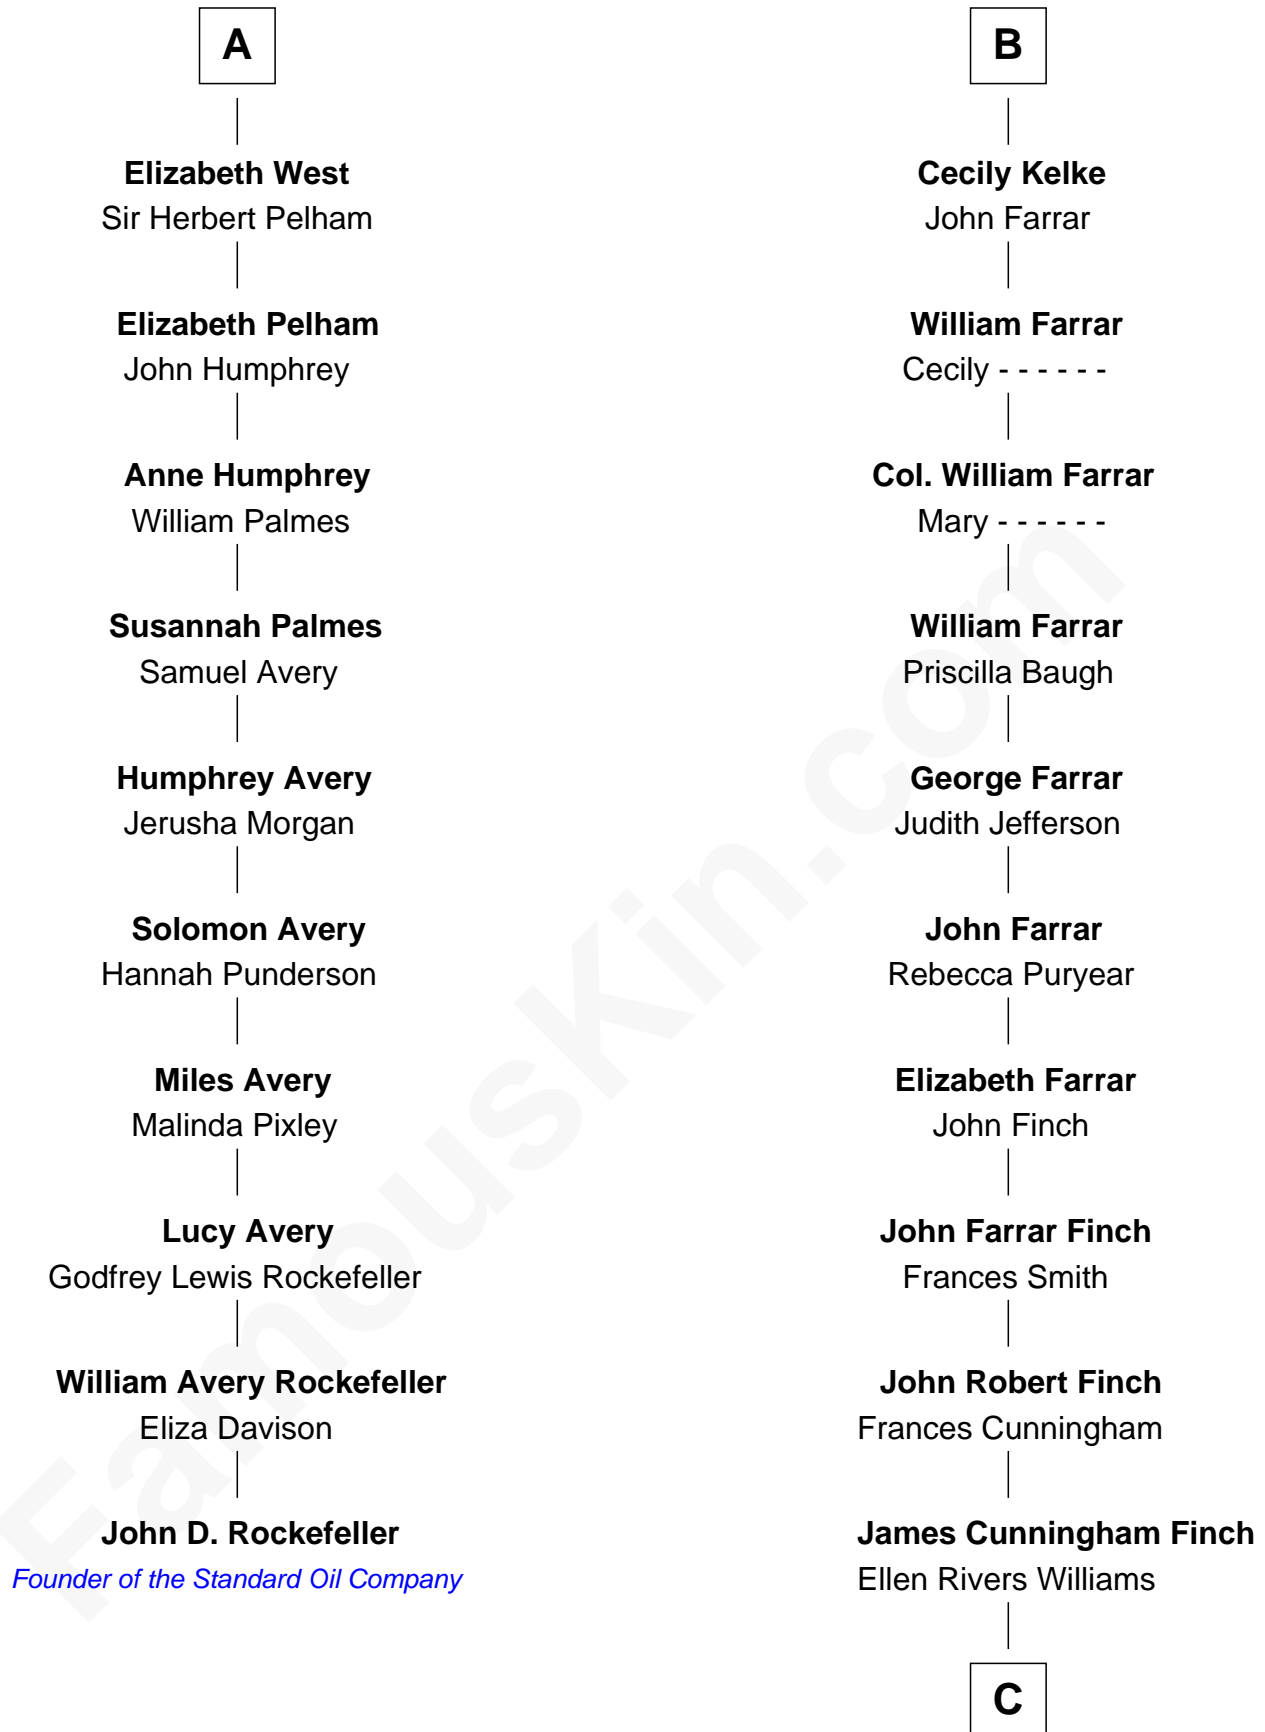 A
Elizabeth West
Sir Herbert Pelham
Elizabeth Pelham
John Humphrey
Anne Humphrey
William Palmes
Susannah Palmes
Samuel Avery
Humphrey Avery
Jerusha Morgan
Solomon Avery
Hannah Punderson
Miles Avery
Malinda Pixley
Lucy Avery
Godfrey Lewis Rockefeller
William Avery Rockefeller
Eliza Davison
John D. Rockefeller
Founder of the Standard Oil Company
B
Cecily Kelke
John Farrar
William Farrar
Cecily - - - - - -
Col. William Farrar
Mary - - - - - -
William Farrar
Priscilla Baugh
George Farrar
Judith Jefferson
John Farrar
Rebecca Puryear
Elizabeth Farrar
John Finch
John Farrar Finch
Frances Smith
John Robert Finch
Frances Cunningham
James Cunningham Finch
Ellen Rivers Williams
C
FamousKin.com